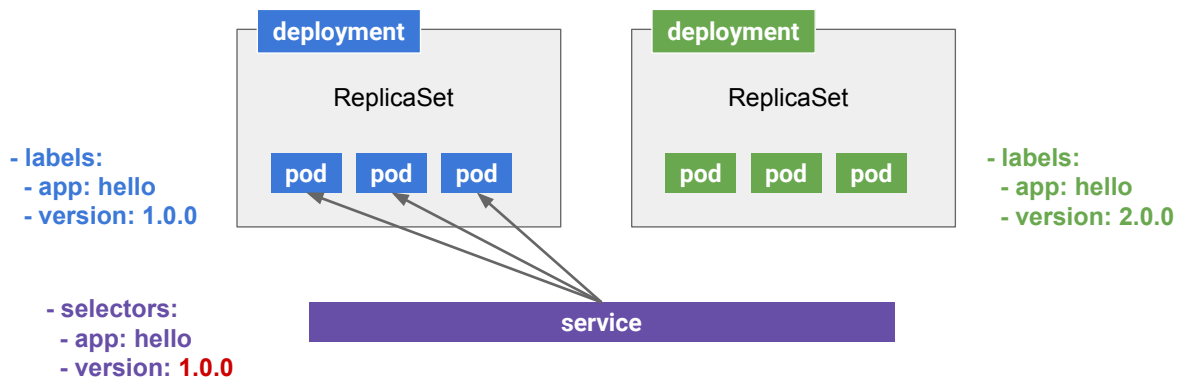 deployment
deployment
ReplicaSet
ReplicaSet
pod
pod
pod
pod
pod
pod
- labels:
- app: hello
- version: 1.0.0
- labels:
- app: hello
- version: 2.0.0
- selectors:
- app: hello
- version: 1.0.0
service